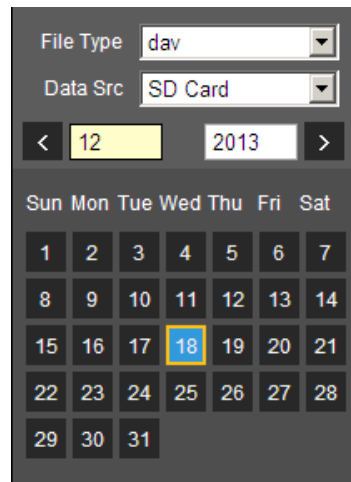 File Type dav
Data Src SD Card
< 12 2013 >
Sun Mon Tue Wed Thu Fri Sat
1 2 3 4 5 6 7
8 9 10 11 12 13 14
15 16 17 18 19 20 21
22 23 24 25 26 27 28
29 30 31